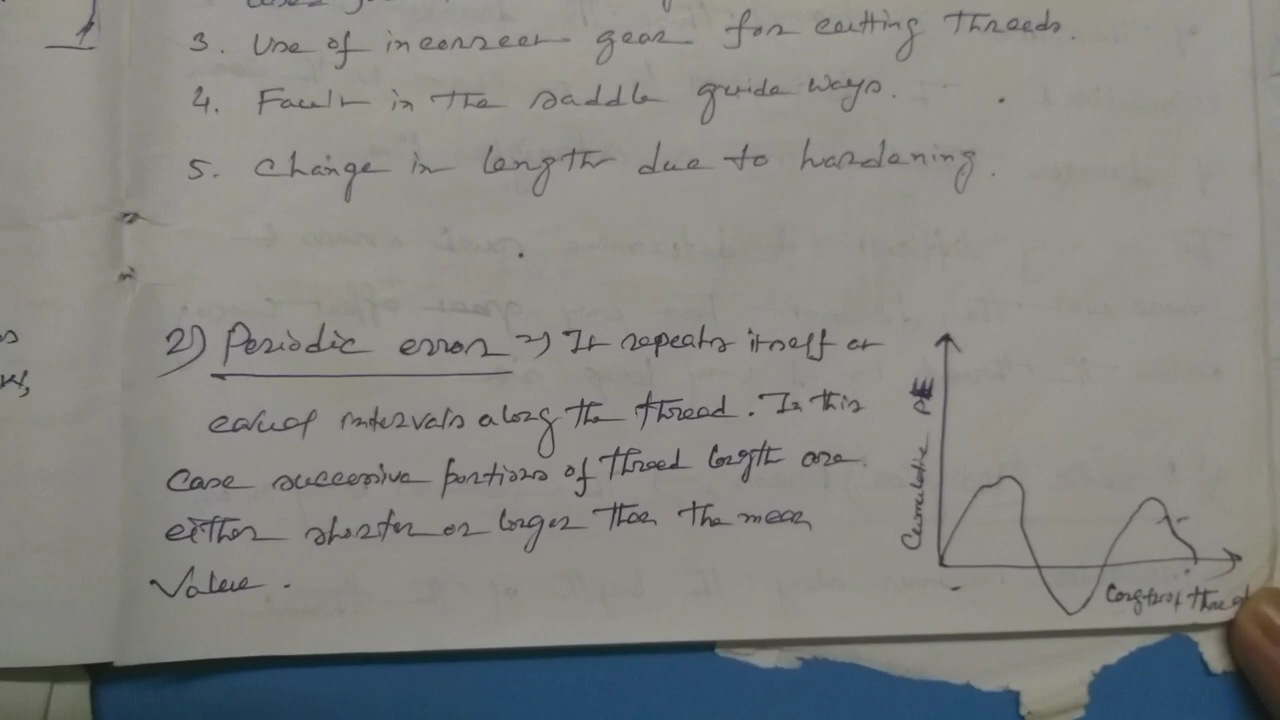 3. Use of incorrect gear for cutting threads.
4. Fault in the saddle guide ways.
5. Change in length due to hardening.
2) Periodic error => It repeats itself at
equal intervals along the thread. In this
case successive portions of thread length are
either shorter or longer than the mean
value.
Cumulative PE
Length of thread